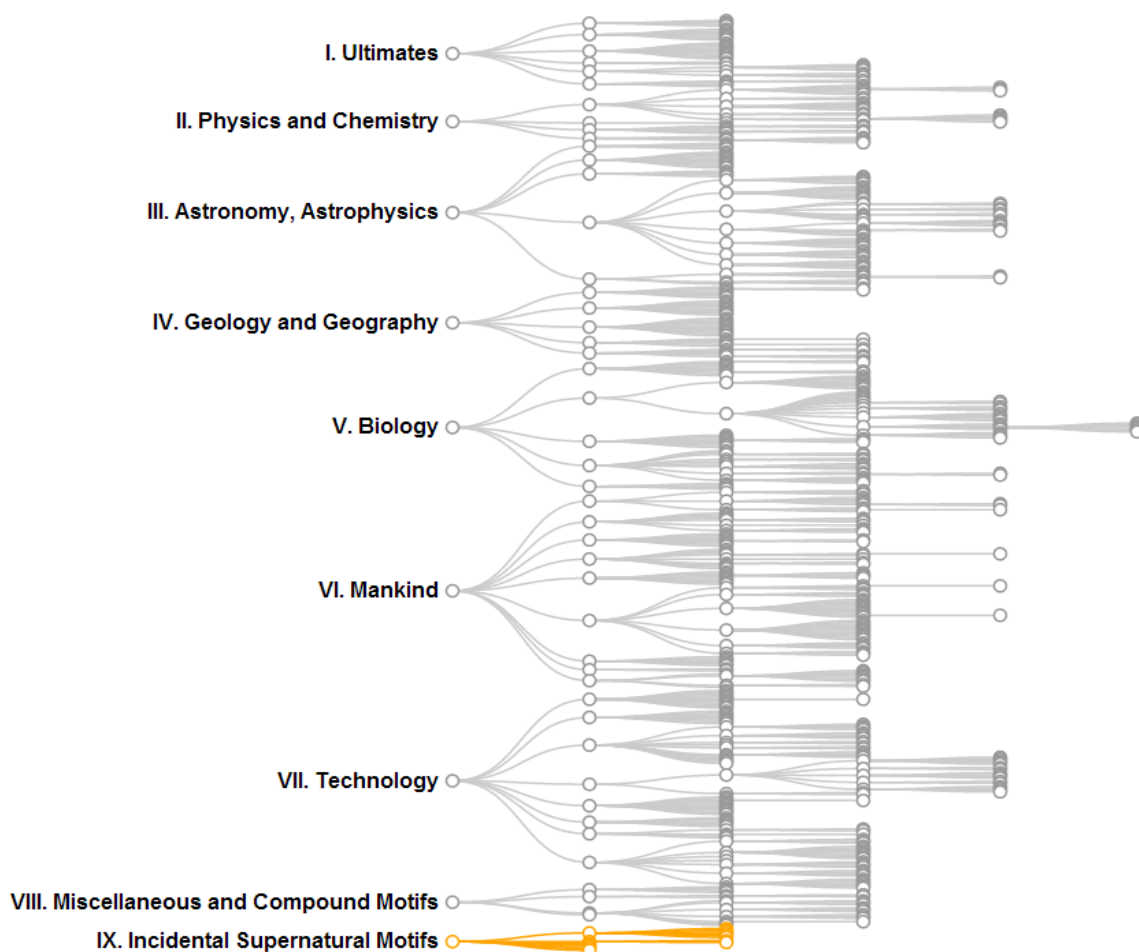 I. Ultimates
II. Physics and Chemistry
III. Astronomy, Astrophysics
IV. Geology and Geography
V. Biology
VI. Mankind
VII. Technology
VIII. Miscellaneous and Compound Motifs
IX. Incidental Supernatural Motifs